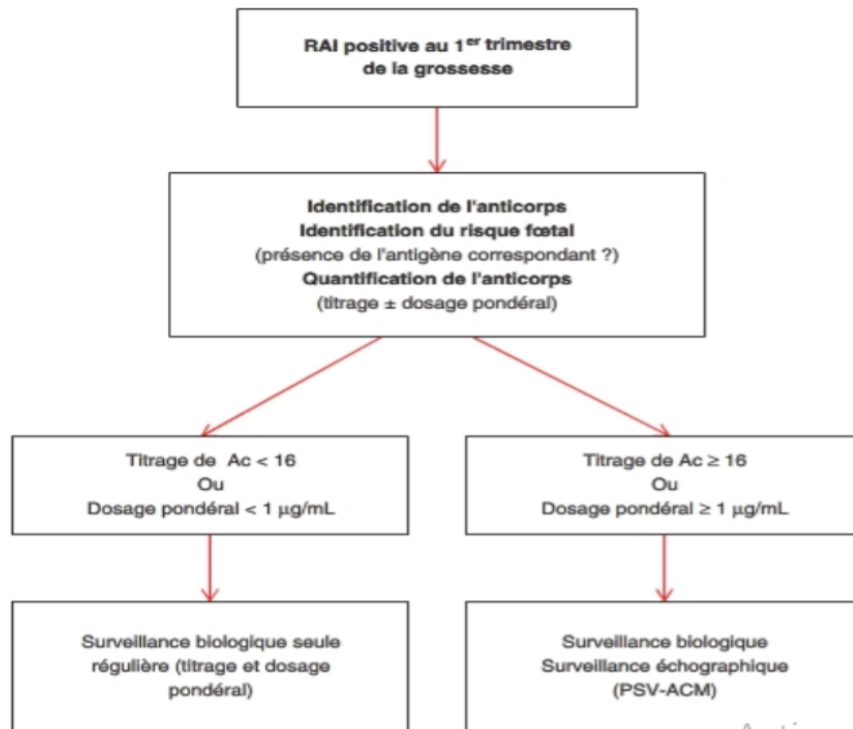 RAI positive au 1er trimestre
de la grossesse
Identification de l'anticorps
Identification du risque fœtal
(présence de l'antigène correspondant ?)
Quantification de l'anticorps
(titrage ± dosage pondéral)
Titrage de Ac < 16
Ou
Dosage pondéral < 1 µg/mL
Titrage de Ac ≥ 16
Ou
Dosage pondéral ≥ 1 µg/mL
Surveillance biologique seule
régulière (titrage et dosage
pondéral)
Surveillance biologique
Surveillance échographique
(PSV-ACM)